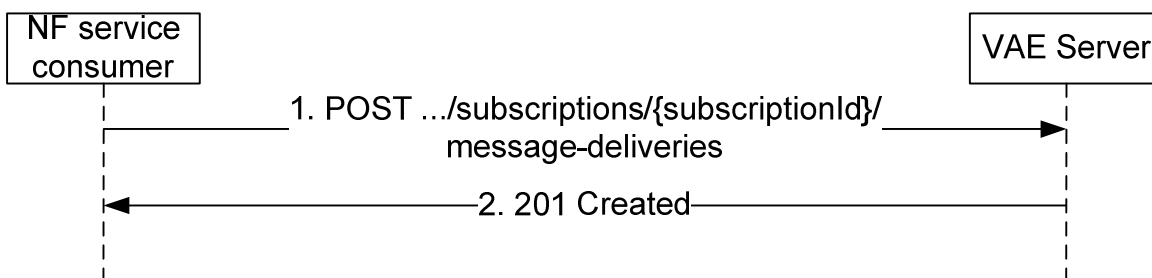 NF service
consumer
VAE Server
1. POST .../subscriptions/{subscriptionId}/
message-deliveries
2. 201 Created